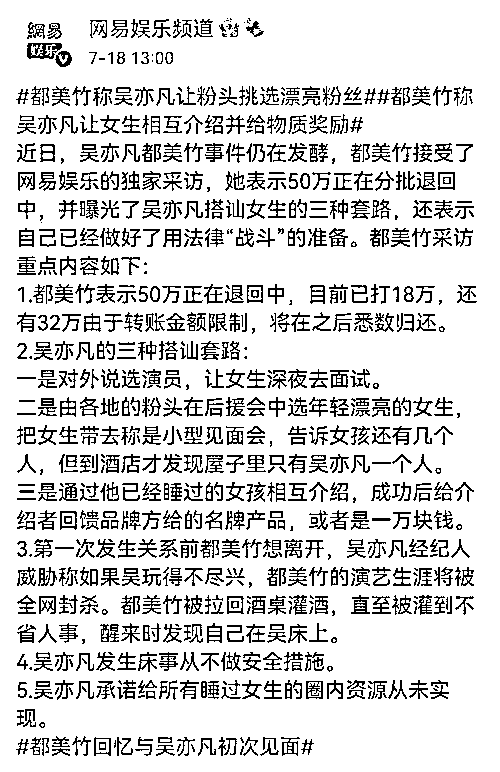 網易
娱乐
网易娱乐频道
7-18 13:00
#都美竹称吴亦凡让粉头挑选漂亮粉丝##都美竹称
吴亦凡让女生相互介绍并给物质奖励#
近日，吴亦凡都美竹事件仍在发酵，都美竹接受了
网易娱乐的独家采访，她表示50万正在分批退回
中，并曝光了吴亦凡搭讪女生的三种套路，还表示
自己已经做好了用法律“战斗”的准备。都美竹采访
重点内容如下：
1.都美竹表示50万正在退回中，目前已打18万，还
有32万由于转账金额限制，将在之后悉数归还。
2.吴亦凡的三种搭讪套路：
一是对外说选演员，让女生深夜去面试。
二是由各地的粉头在后援会中选年轻漂亮的女生，
把女生带去称是小型见面会，告诉女孩还有几个
人，但到酒店才发现屋子里只有吴亦凡一个人。
三是通过他已经睡过的女孩相互介绍，成功后给介
绍者回馈品牌方给的名牌产品，或者是一万块钱。
3.第一次发生关系前都美竹想离开，吴亦凡经纪人
威胁称如果吴玩得不尽兴，都美竹的演艺生涯将被
全网封杀。都美竹被拉回酒桌灌酒，直至被灌到不
省人事，醒来时发现自己在吴床上。
4.吴亦凡发生床事从不做安全措施。
5.吴亦凡承诺给所有睡过女生的圈内资源从未实
现。
#都美竹回忆与吴亦凡初次见面#